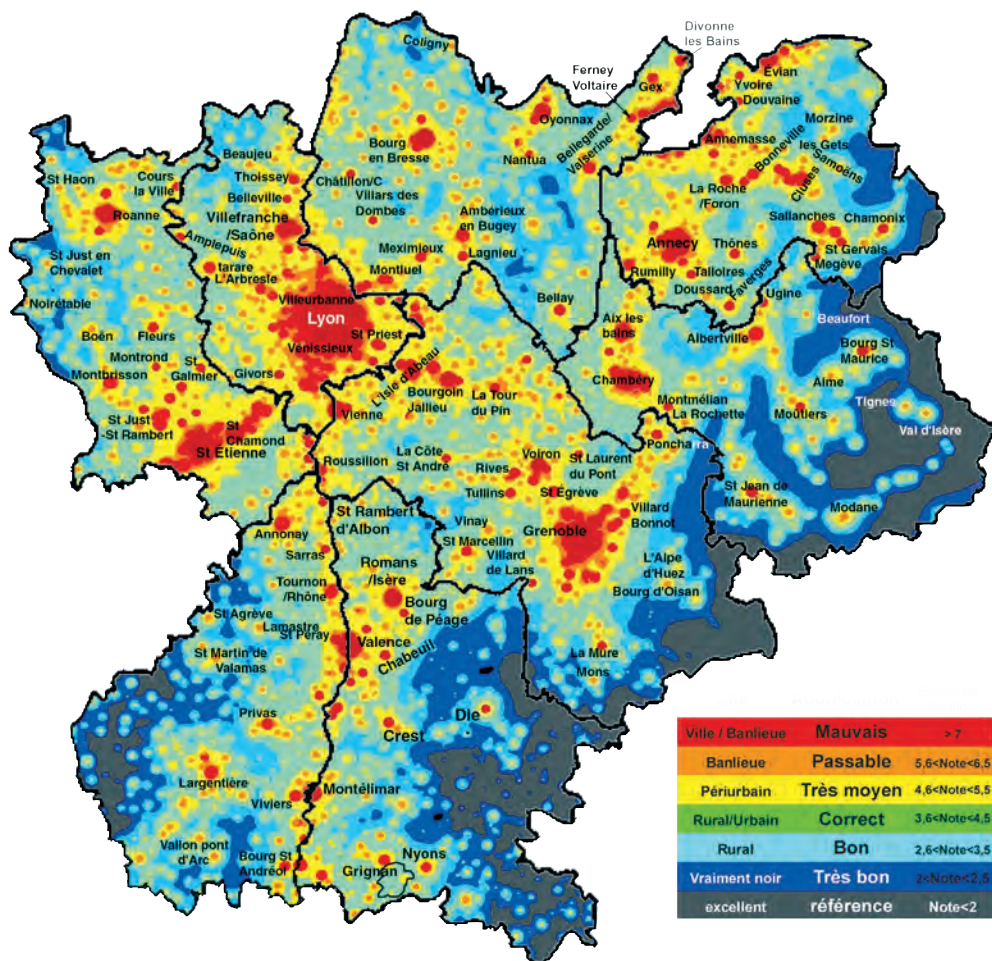 Divonne
les Bains
Coligny
Ferney
Voltaire
Gex
Evian
Yvoire
Douvaine
Oyonnax
Morzine
les Gets
Samoëns
Bellegarde/
Valserine
Annemasse
Bonneville
Cluses
Bourg
en Bresse
Nantua
Beaujeu
Thoissey
Châtillon/C
St Haon
Cours
la Ville
Belleville
Villars des
Dombes
La Roche
/Foron
Roanne
Villefranche
/Saône
Ambérieux
en Bugey
Sallanches
Chamonix
Amplepuis
Annecy
Thônes
St Gervais
Megève
St Just en
Chevalet
tarare
L'Arbresle
Meximieux
Lagnieu
Montluel
Rumilly
Talloires
Doussard
Faverges
Ugine
Noirétable
Villeurbanne
Lyon
St Priest
Vénissieux
Bellay
Aix les
bains
Albertville
Beaufort
Boën
Fleurs
Bourg St
Maurice
Montrond
St
Galmier
Montbrisson
Givors
L'Isle d'Abeau
Bourgoin
Jallieu
La Tour
du Pin
Chambéry
Aime
Montmélian
La Rochette
Moûtiers
Tignes
Val d'Isère
St Just
-St Rambert
St
Chamond
St Etienne
Vienne
Poncharra
Roussillon
La Côte
St André
Rives
Voiron
St Laurent
du Pont
Tullins
St Égrève
St Jean de
Maurienne
Modane
St Rambert
d'Albon
Vinay
Grenoble
Villard
Bonnot
Annonay
Sarras
St Marcellin
Villard
de Lans
Romans
/Isère
L'Alpe
d'Huez
Bourg d'Oisan
Tournon
/Rhône
Bourg
de Péage
St Agrève
Lamastre
St Péray
Valence
Chabeuil
St Martin de
Valamas
La Mure
Mons
Privas
Die
Crest
Largentière
Viviers
Montélimar
Vallon pont
d'Arc
Bourg St
Andréol
Nyons
Grignan
Ville / Banlieue Mauvais > 7
Banlieue Passable 5,6<Note<6,5
Périurbain Très moyen 4,6<Note<5,5
Rural/Urbain Correct 3,6<Note<4,5
Rural Bon 2,6<Note<3,5
Vraiment noir Très bon 2<Note<2,5
excellent référence Note<2